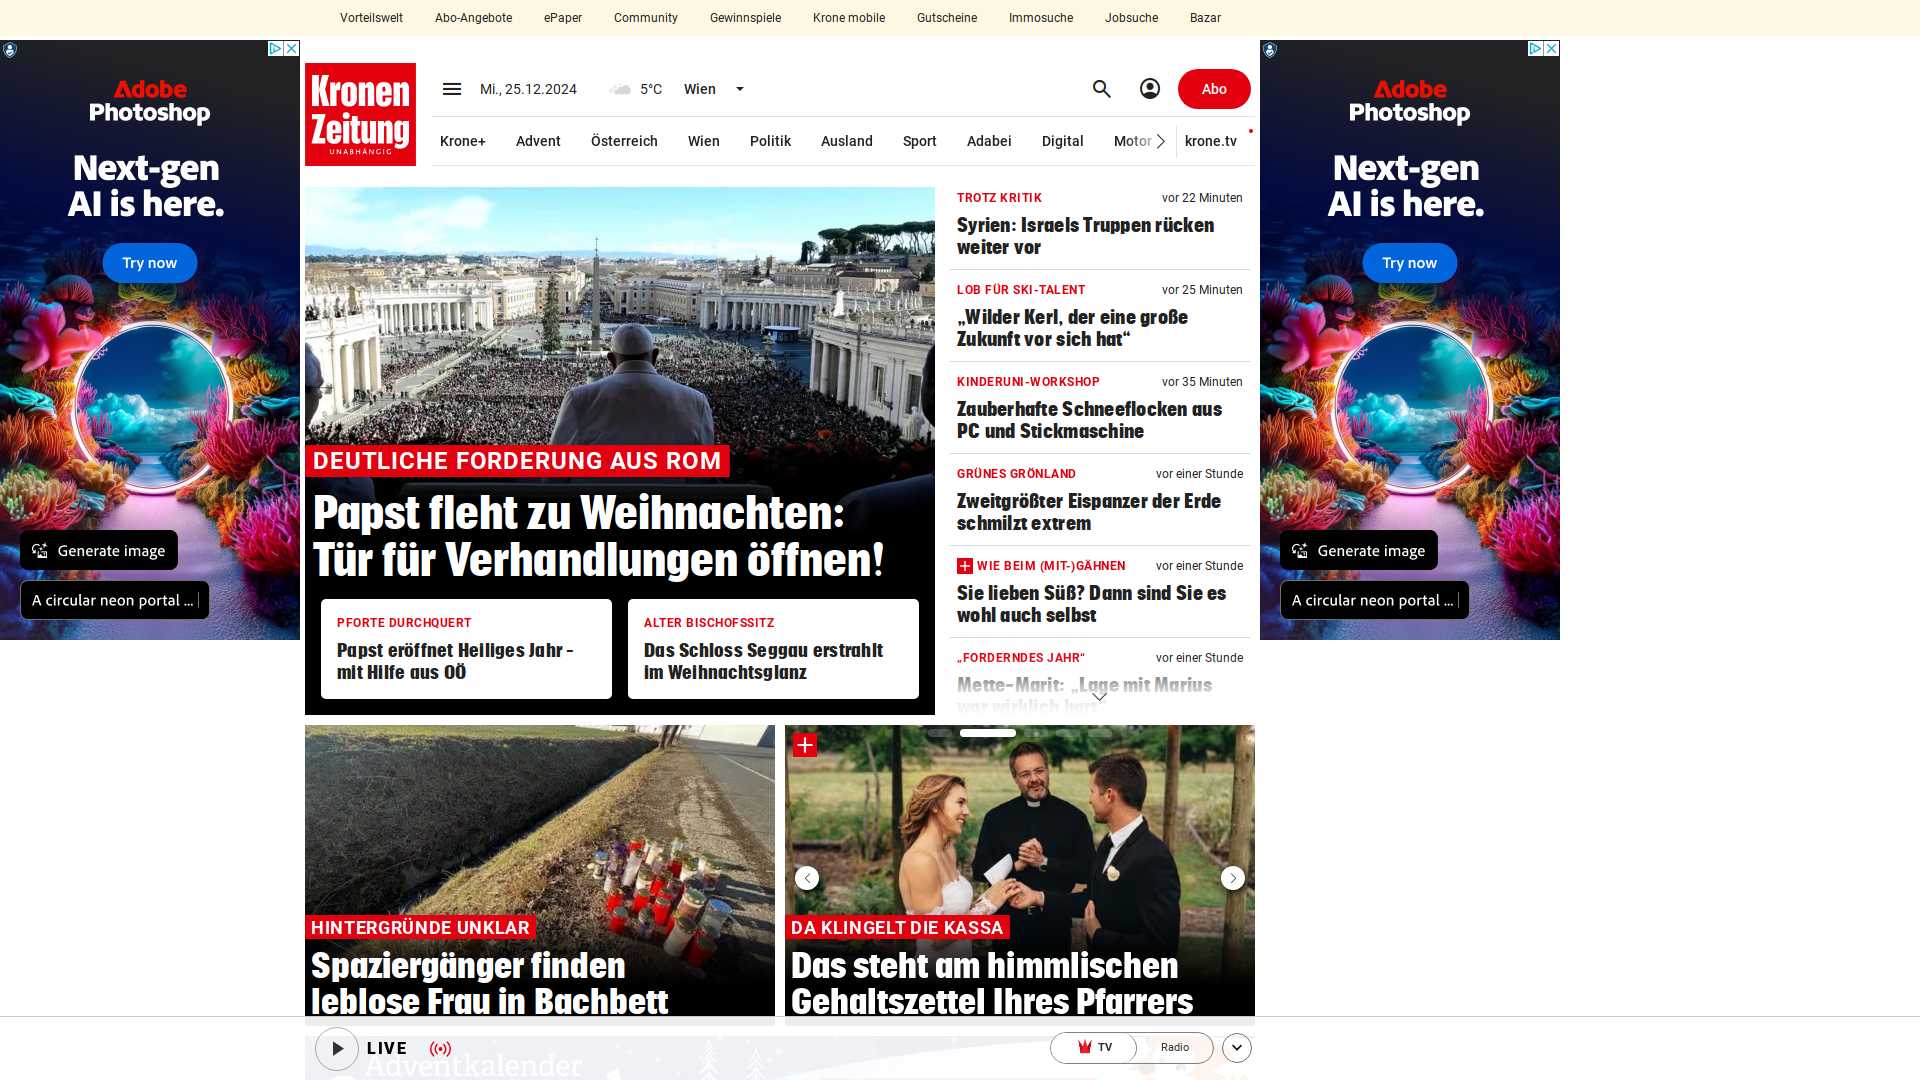 Vorteilswelt Abo-Angebote ePaper Community Gewinnspiele Krone mobile Gutscheine Immosuche Jobsuche Bazar
Adobe
Photoshop
Next-gen
AI is here.
Try now
Generate image
A circular neon portal ...
Kronen
Zeitung
UNABHÄNGIG
Mi., 25.12.2024 5°C Wien
Abo
Krone+ Advent Österreich Wien Politik Ausland Sport Adabei Digital Motor krone.tv
DEUTLICHE FORDERUNG AUS ROM
Papst fleht zu Weihnachten:
Tür für Verhandlungen öffnen!
PFORTE DURCHQUERT
Papst eröffnet Heiliges Jahr –
mit Hilfe aus OÖ
ALTER BISCHOFSSITZ
Das Schloss Seggau erstrahlt
im Weihnachtsglanz
TROTZ KRITIK vor 22 Minuten
Syrien: Israels Truppen rücken
weiter vor
LOB FÜR SKI-TALENT vor 25 Minuten
„Wilder Kerl, der eine große
Zukunft vor sich hat“
KINDERUNI-WORKSHOP vor 35 Minuten
Zauberhafte Schneeflocken aus
PC und Stickmaschine
GRÜNES GRÖNLAND vor einer Stunde
Zweitgrößter Eispanzer der Erde
schmilzt extrem
WIE BEIM (MIT-)GÄHNEN vor einer Stunde
Sie lieben Süß? Dann sind Sie es
wohl auch selbst
„FORDERNDES JAHR“ vor einer Stunde
Mette-Marit: „Lage mit Marius
war wirklich hart“
Adobe
Photoshop
Next-gen
AI is here.
Try now
Generate image
A circular neon portal ...
HINTERGRÜNDE UNKLAR
Spaziergänger finden
leblose Frau in Bachbett
DA KLINGELT DIE KASSA
Das steht am himmlischen
Gehaltszettel Ihres Pfarrers
LIVE
TV Radio
Adventkalender